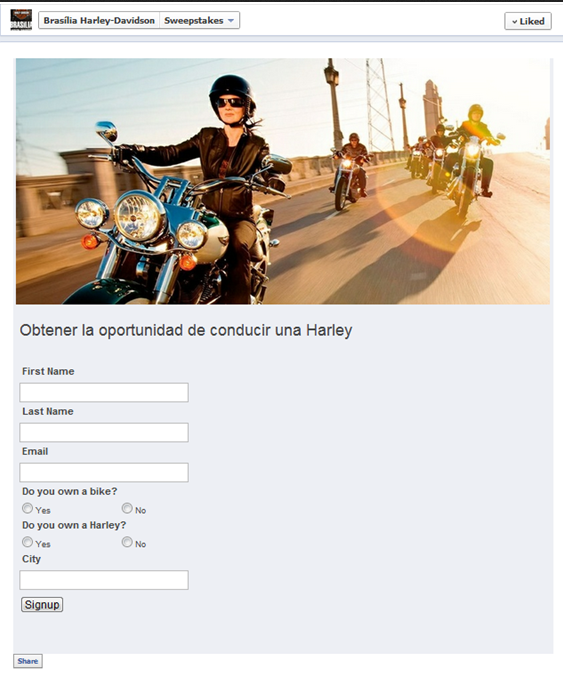 BRASÍLIA
Brasília Harley-Davidson Sweepstakes
Liked
Obtener la oportunidad de conducir una Harley
First Name
Last Name
Email
Do you own a bike?
Yes No
Do you own a Harley?
Yes No
City
Signup
Share